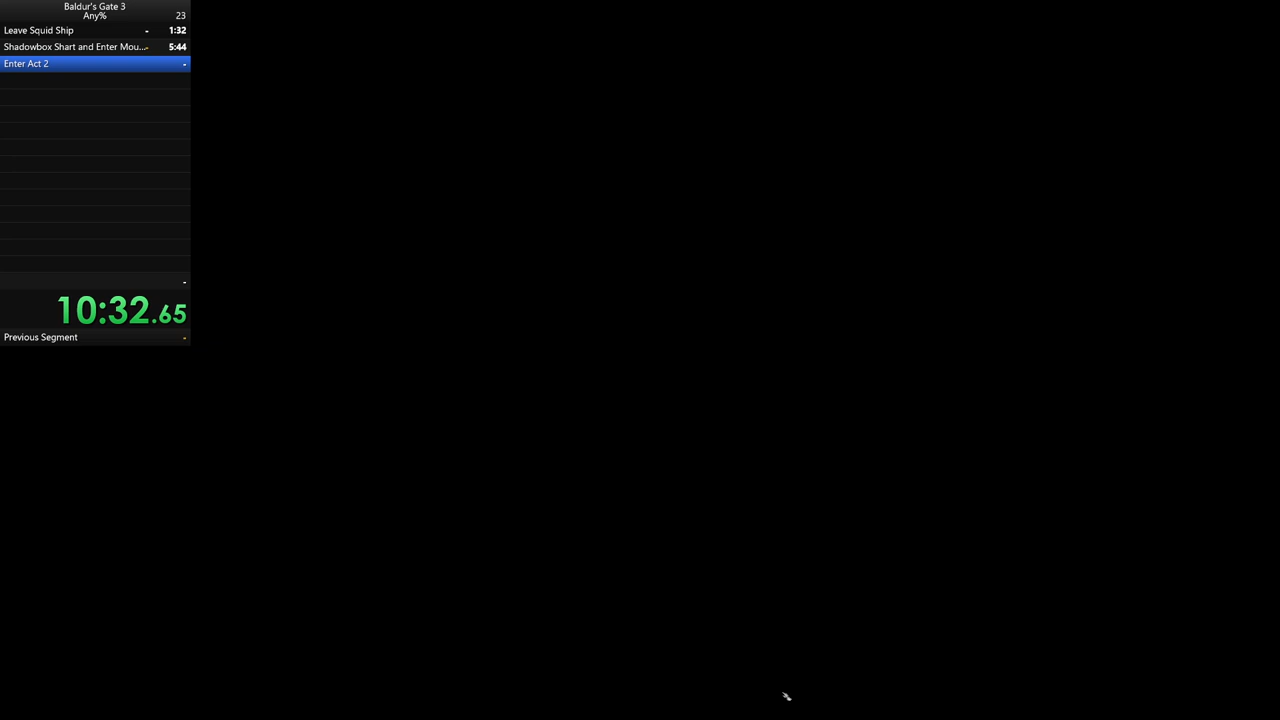 Baldur's Gate 3
Any% 23
Leave Squid Ship - 1:32
Shadowbox Shart and Enter Mou...- 5:44
Enter Act 2 -
-
10:32.65
Previous Segment -